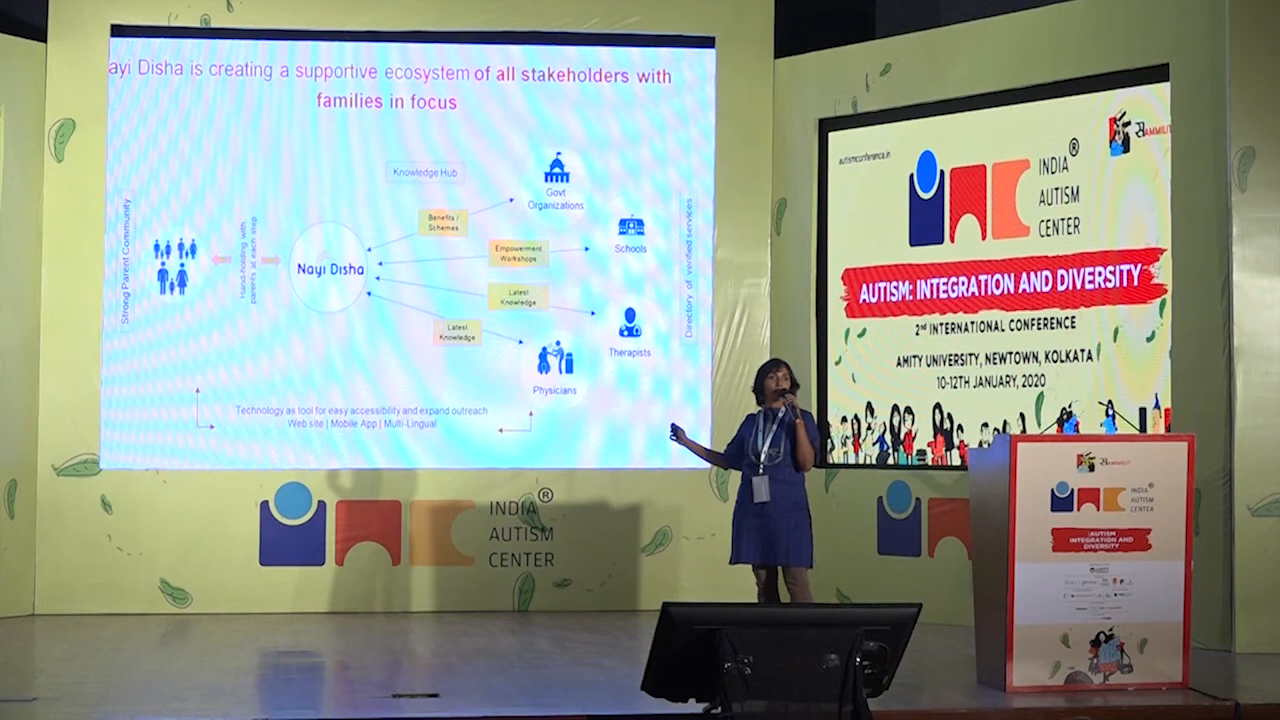 ayi Disha is creating a supportive ecosystem of all stakeholders with
families in focus
Knowledge Hub
Strong Parent Community
Hand-holding with
parents at each step
Nayi Disha
Benefits /
Schemes
Empowerment
Workshops
Latest
Knowledge
Latest
Knowledge
Govt
Organizations
Schools
Therapists
Physicians
Directory of verified services
Technology as tool for easy accessibility and expand outreach
Web site | Mobile App | Multi-Lingual
INDIA
AUTISM
CENTER
®
autismconference.in
सAMMILIT
INDIA
AUTISM
CENTER
®
AUTISM: INTEGRATION AND DIVERSITY
2nd INTERNATIONAL CONFERENCE
AMITY UNIVERSITY, NEWTOWN, KOLKATA
10-12TH JANUARY, 2020
सAMMILIT
INDIA
AUTISM
CENTER
®
AUTISM
INTEGRATION AND
DIVERSITY